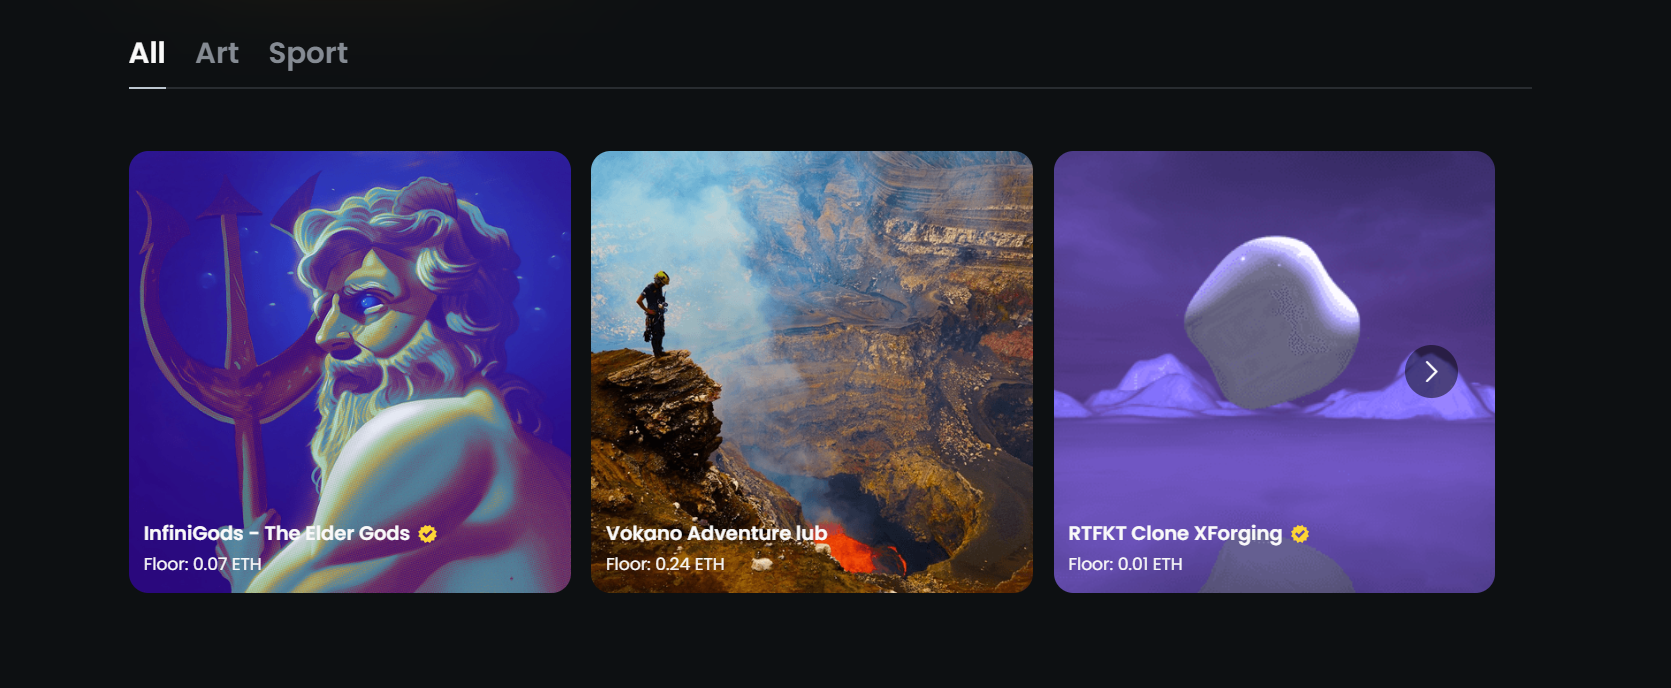 All Art Sport
InfiniGods - The Elder Gods
Floor: 0.07 ETH
Vokano Adventure lub
Floor: 0.24 ETH
RTFKT Clone XForging
Floor: 0.01 ETH